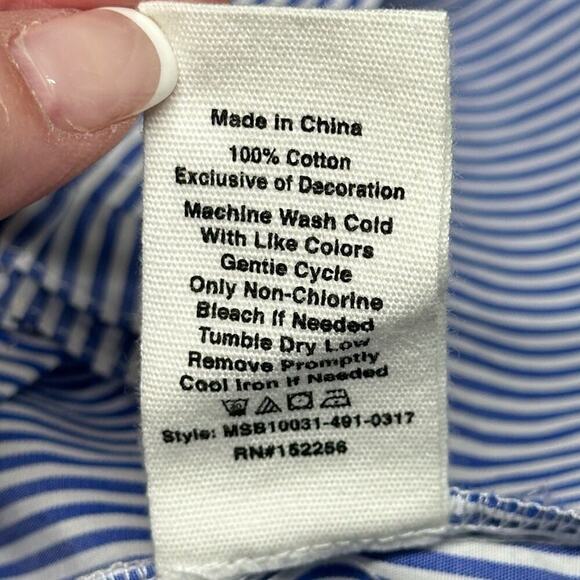 Made in China
100% Cotton
Exclusive of Decoration
Machine Wash Cold
With Like Colors
Gentle Cycle
Only Non-Chlorine
Bleach If Needed
Tumble Dry Low
Remove Promptly
Cool Iron If Needed
Style: MSB10031-491-0317
RN#152256